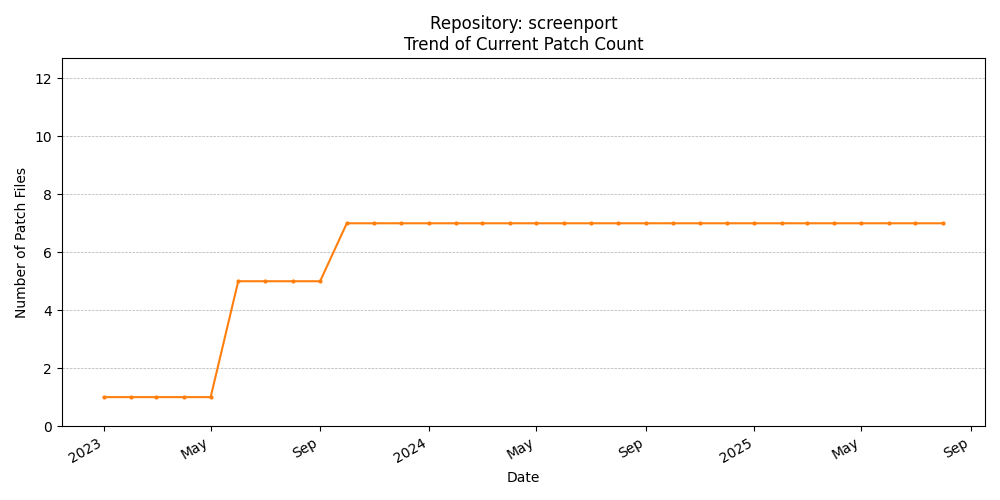 Repository: screenport
Trend of Current Patch Count
Number of Patch Files
12
10
8
6
4
2
0
2023
May
Sep
2024
May
Sep
2025
May
Sep
Date